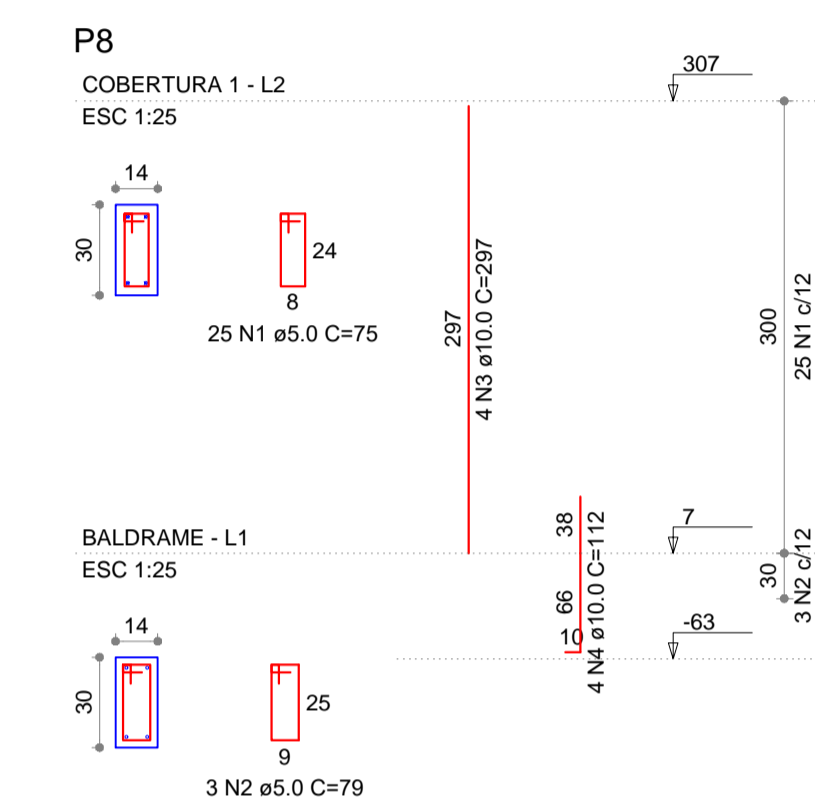 P8
COBERTURA 1 - L2
ESC 1:25
307
14
30
24
8
25 N1 ø5.0 C=75
297
4 N3 ø10.0 C=297
300
25 N1 c/12
BALDRAME - L1
ESC 1:25
38
66
10
4 N4 ø10.0 C=112
7
30
3 N2 c/12
-63
14
30
25
9
3 N2 ø5.0 C=79